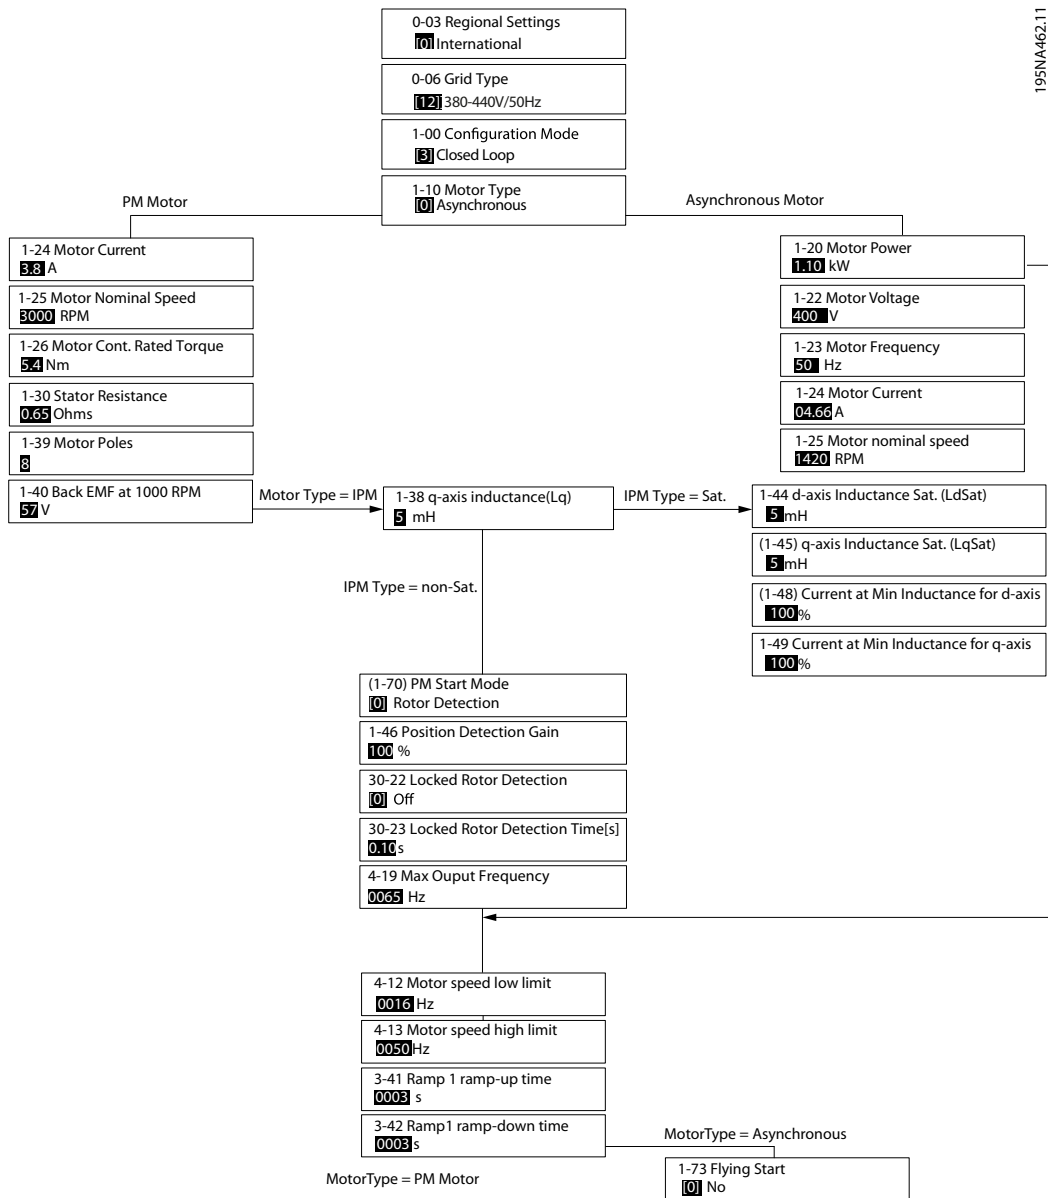 195NA462.11
0-03 Regional Settings
[0] International
0-06 Grid Type
[12] 380-440V/50Hz
1-00 Configuration Mode
[3] Closed Loop
1-10 Motor Type
[0] Asynchronous
PM Motor
Asynchronous Motor
1-24 Motor Current
3.8 A
1-25 Motor Nominal Speed
3000 RPM
1-26 Motor Cont. Rated Torque
5.4 Nm
1-30 Stator Resistance
0.65 Ohms
1-39 Motor Poles
8
1-40 Back EMF at 1000 RPM
57 V
1-20 Motor Power
1.10 kW
1-22 Motor Voltage
400 V
1-23 Motor Frequency
50 Hz
1-24 Motor Current
04.66 A
1-25 Motor nominal speed
1420 RPM
Motor Type = IPM
1-38 q-axis inductance(Lq)
5 mH
IPM Type = Sat.
1-44 d-axis Inductance Sat. (LdSat)
5 mH
(1-45) q-axis Inductance Sat. (LqSat)
5 mH
(1-48) Current at Min Inductance for d-axis
100 %
1-49 Current at Min Inductance for q-axis
100 %
IPM Type = non-Sat.
(1-70) PM Start Mode
[0] Rotor Detection
1-46 Position Detection Gain
100 %
30-22 Locked Rotor Detection
[0] Off
30-23 Locked Rotor Detection Time[s]
0.10 s
4-19 Max Ouput Frequency
0065 Hz
4-12 Motor speed low limit
0016 Hz
4-13 Motor speed high limit
0050 Hz
3-41 Ramp 1 ramp-up time
0003 s
3-42 Ramp1 ramp-down time
0003 s
MotorType = Asynchronous
MotorType = PM Motor
1-73 Flying Start
[0] No